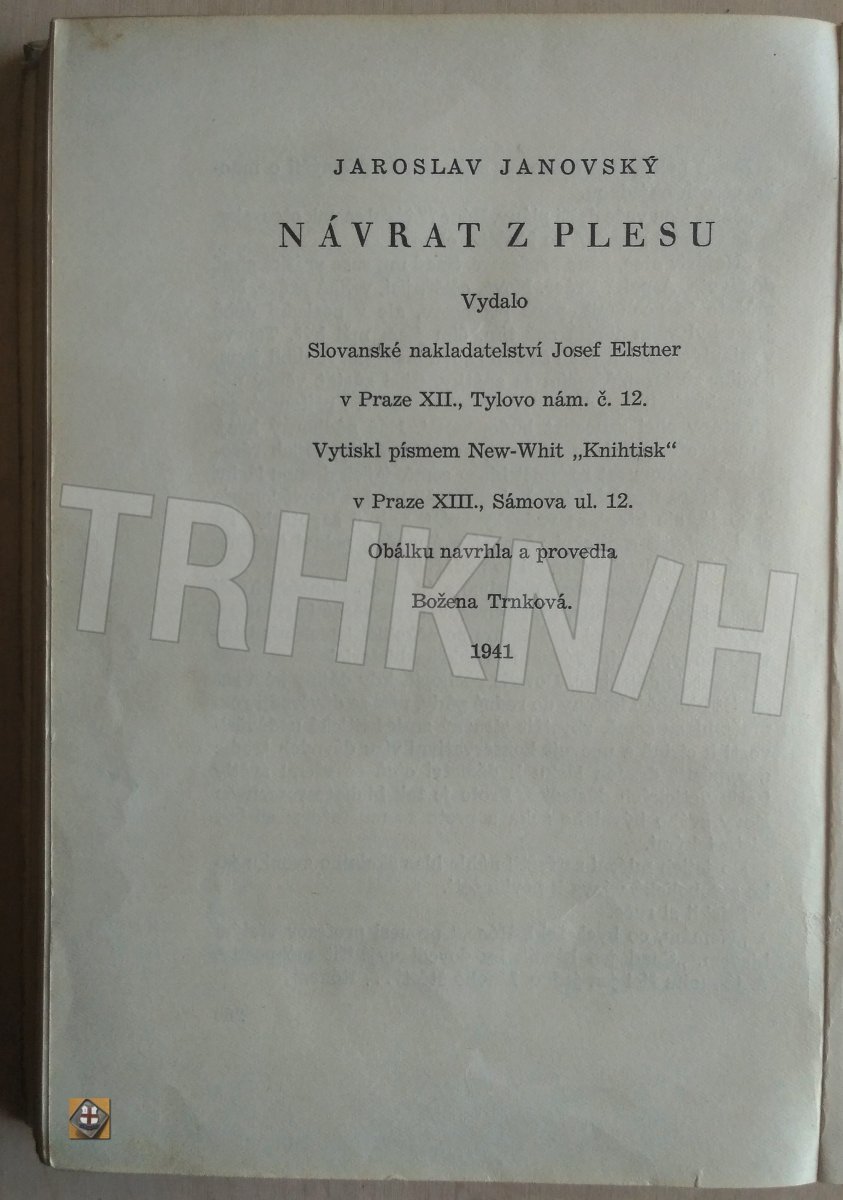 JAROSLAV JANOVSKÝ
NÁVRAT Z PLESU
Vydalo
Slovanské nakladatelství Josef Elstner
v Praze XII., Tylovo nám. č. 12.
Vytiskl písmem New-Whit „Knihtisk“
v Praze XIII., Sámova ul. 12.
Obálku navrhla a provedla
Božena Trnková.
1941
TRHKN/H